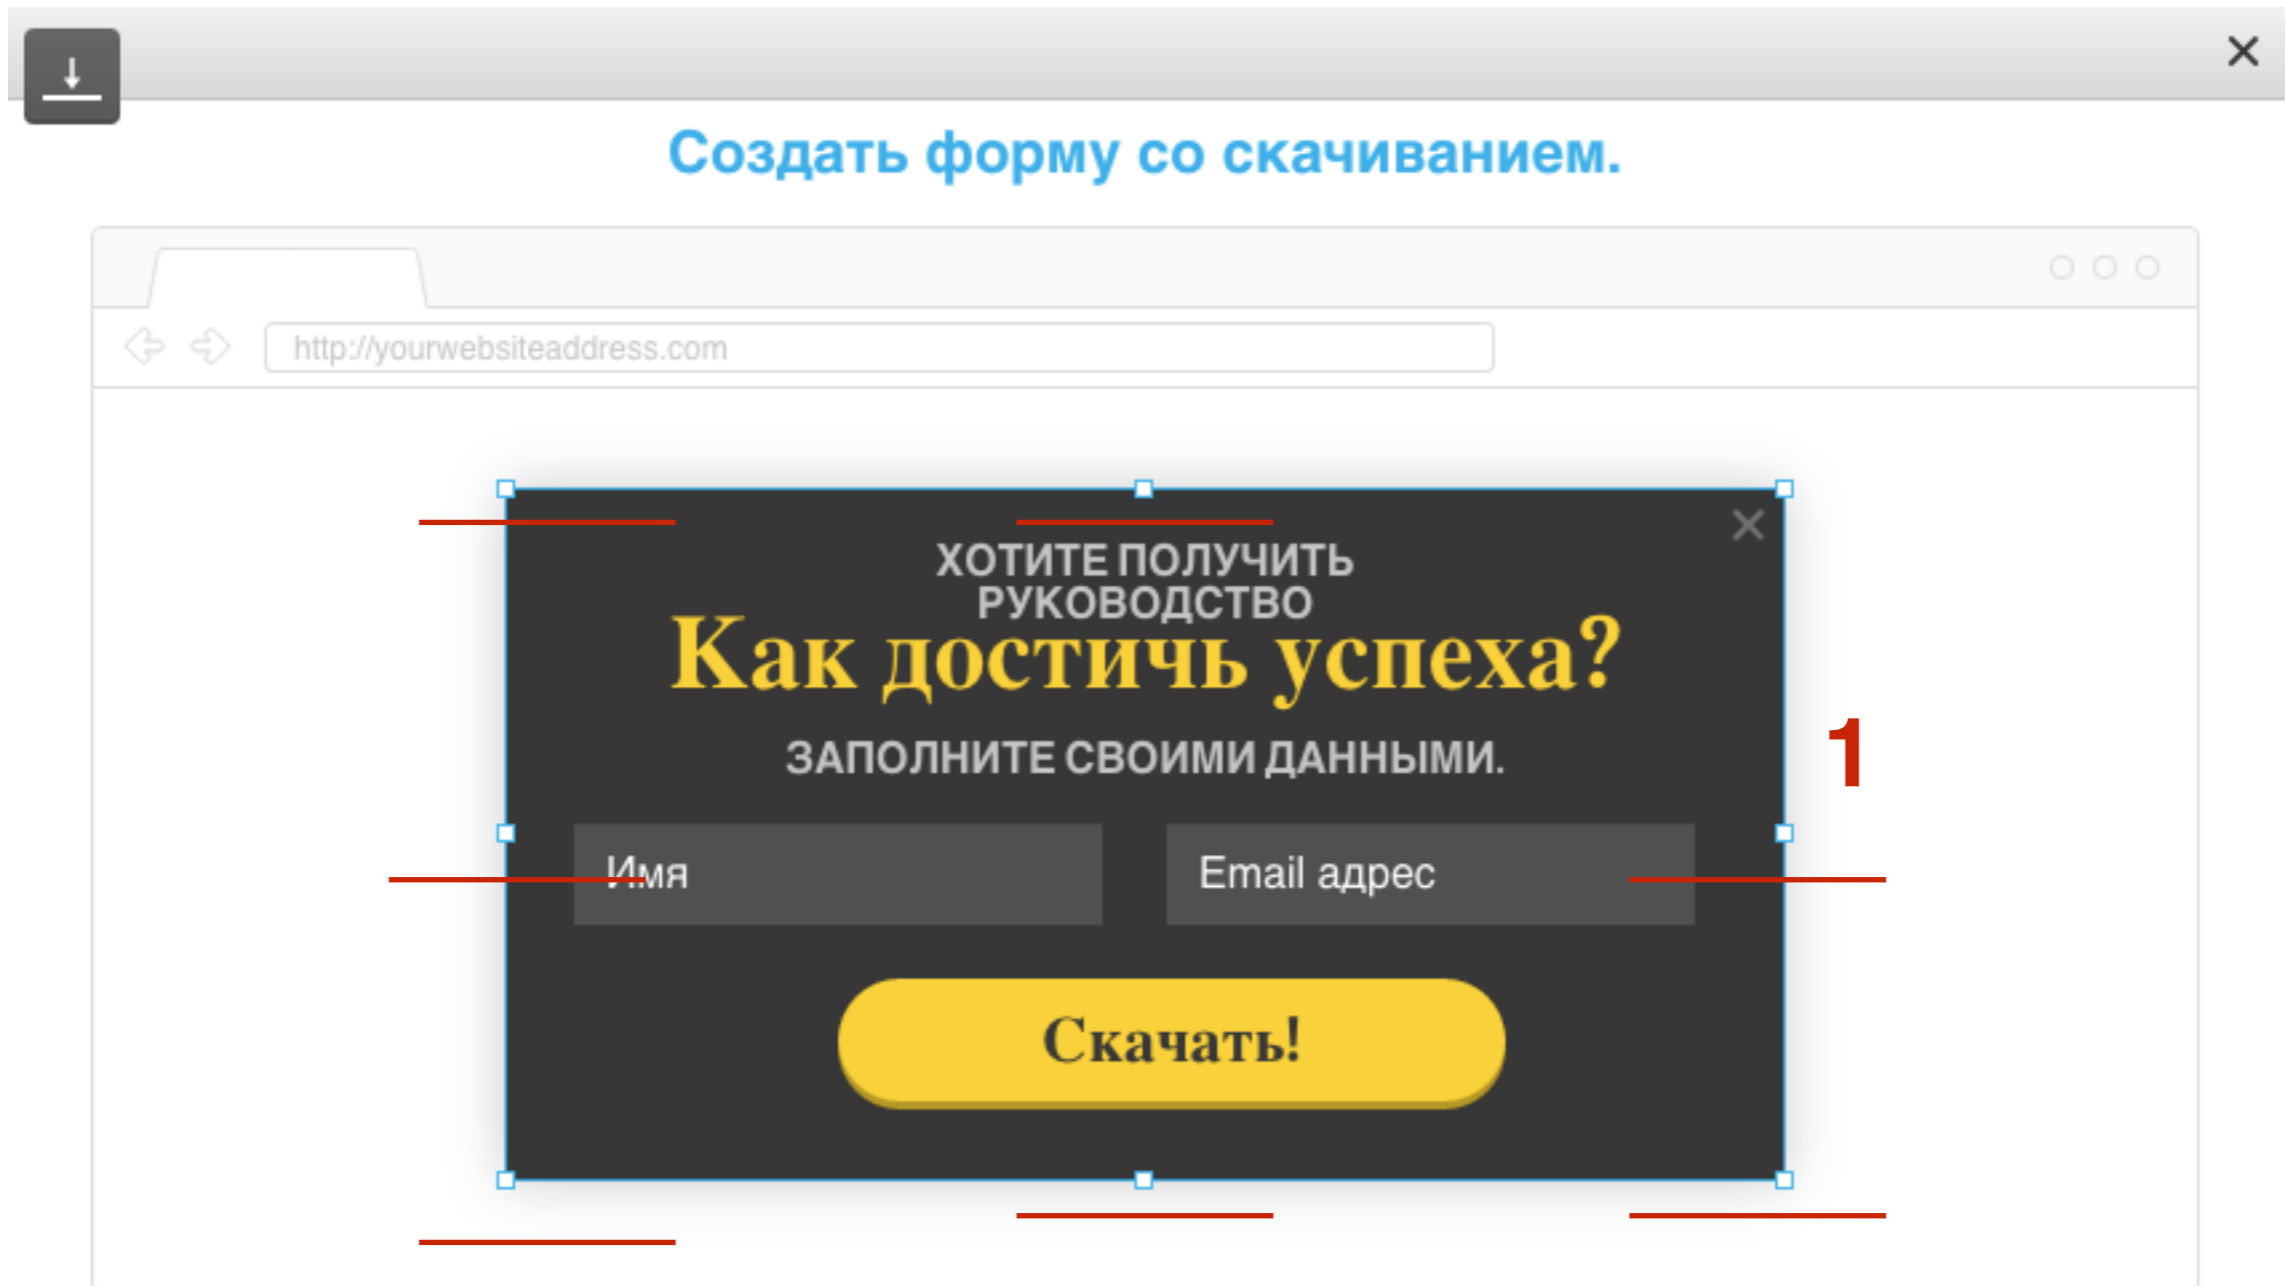 Создать форму со скачиванием.
http://yourwebsiteaddress.com
ХОТИТЕ ПОЛУЧИТЬ
РУКОВОДСТВО
Как достичь успеха?
1
ЗАПОЛНИТЕ СВОИМИ ДАННЫМИ.
Имя
Email адрес
Скачать!